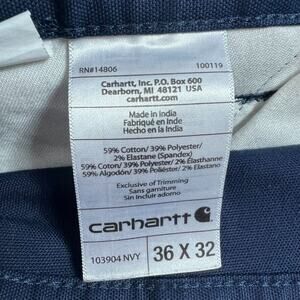 RN#14806 100119
Carhartt, Inc. P.O. Box 600
Dearborn, MI 48121 USA
carhartt.com
Made in India
Fabriqué en Inde
Hecho en la India
59% Cotton/ 39% Polyester/
2% Elastane (Spandex)
59% Coton/ 39% Polyester/ 2% Élasthanne
59% Algodón/ 39% Poliéster/ 2% Elastano
Exclusive of Trimming
Sans garniture
Sin Incluir adorno
carhartt
103904 NVY 36 X 32